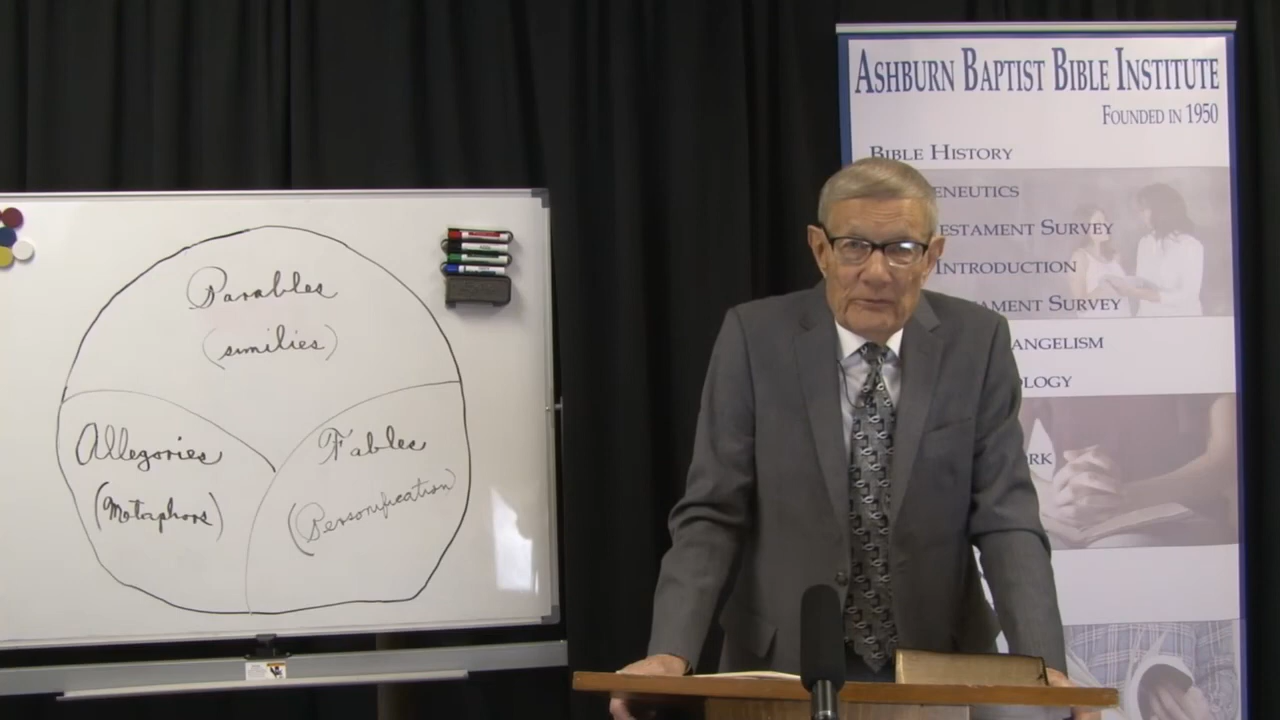 Parables
(similies)
Allegories
(Metaphors)
Fables
(Personification)
ASHBURN BAPTIST BIBLE INSTITUTE
FOUNDED IN 1950
BIBLE HISTORY
ENEUTICS
ESTAMENT SURVEY
INTRODUCTION
AMENT SURVEY
ANGELISM
OLOGY
RK